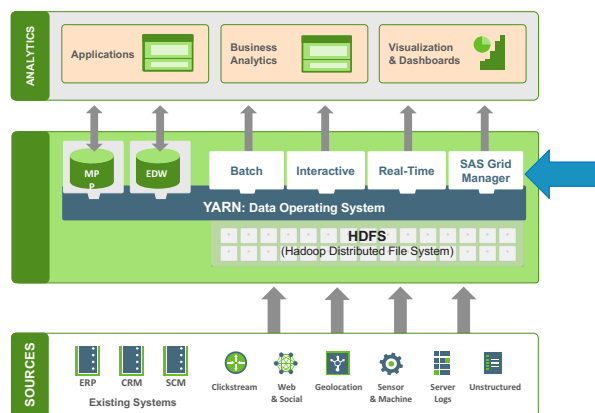 ANALYTICS
Applications
Business
Analytics
Visualization
& Dashboards
MP
P
EDW
Batch
Interactive
Real-Time
SAS Grid
Manager
YARN: Data Operating System
HDFS
(Hadoop Distributed File System)
SOURCES
ERP
CRM
SCM
Existing Systems
Clickstream
Web
& Social
Geolocation
Sensor
& Machine
Server
Logs
Unstructured